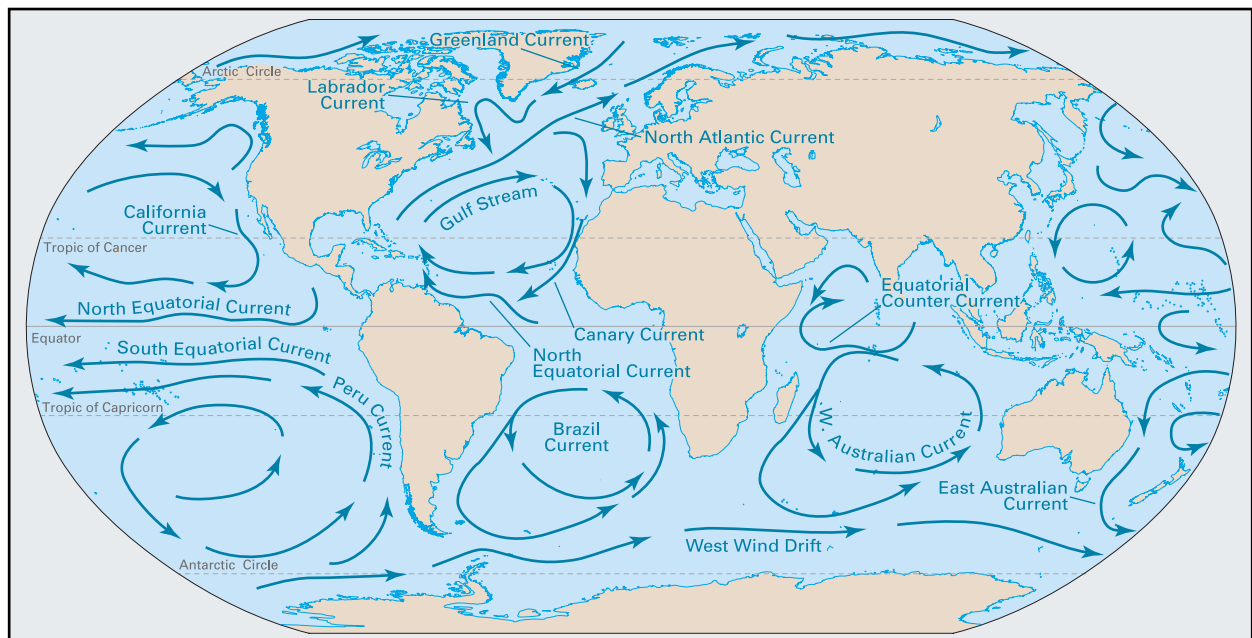 Greenland Current
Arctic Circle
Labrador
Current
North Atlantic Current
Gulf Stream
California
Current
Tropic of Cancer
Equatorial
Counter Current
North Equatorial Current
Equator
Canary Current
South Equatorial Current
North
Equatorial Current
Peru Current
Tropic of Capricorn
Brazil
Current
W. Australian Current
East Australian
Current
West Wind Drift
Antarctic Circle